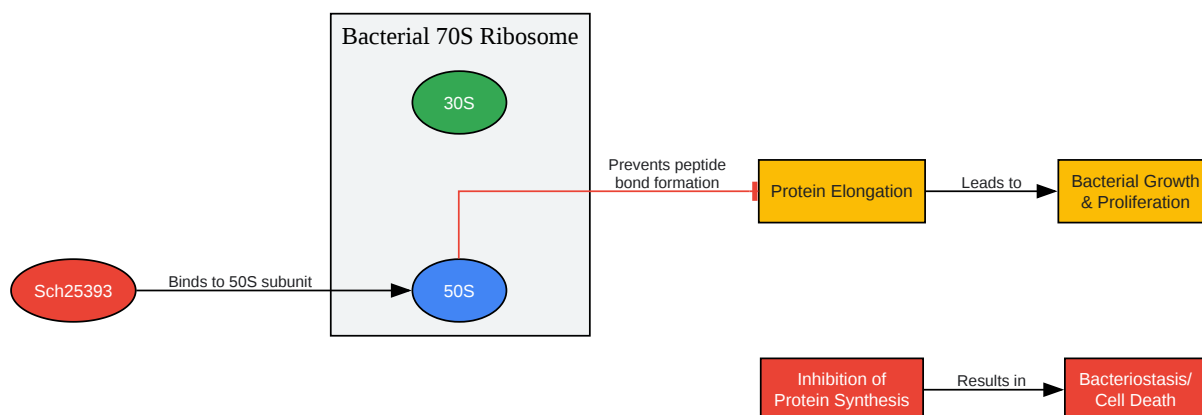 Bacterial 70S Ribosome
30S
Prevents peptide
bond formation
Protein Elongation
Leads to
Bacterial Growth
& Proliferation
Sch25393
Binds to 50S subunit
50S
Inhibition of
Protein Synthesis
Results in
Bacteriostasis/
Cell Death